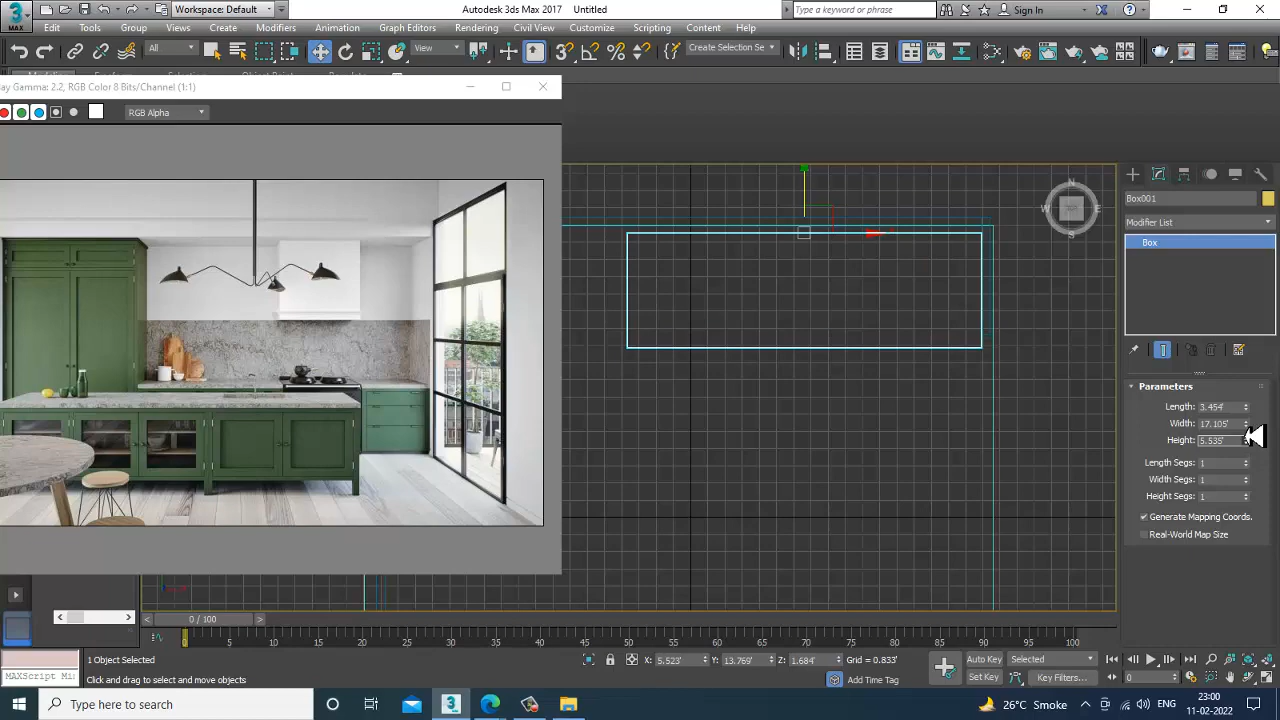 3
MAX
Workspace: Default
Autodesk 3ds Max 2017    Untitled
Type a keyword or phrase
Sign In
Edit Tools Group Views Create Modifiers Animation Graph Editors Rendering Civil View Customize Scripting Content Help
All
View
Create Selection Se
ay Gamma: 2.2, RGB Color 8 Bits/Channel (1:1)
RGB Alpha
N
W E
S
Box001
Modifier List
Box
Parameters
Length: 3.454'
Width: 17.105'
Height: 5.535'
Length Segs: 1
Width Segs: 1
Height Segs: 1
Generate Mapping Coords.
Real-World Map Size
0 / 100
0 5 10 15 20 25 30 35 40 45 50 55 60 65 70 75 80 85 90 95 100
1 Object Selected
X: 5.523' Y: 13.769' Z: 1.684' Grid = 0.833'
Auto Key Selected
MAXScript Mi:
Click and drag to select and move objects
Add Time Tag
Set Key Key Filters...
0
Type here to search
26°C Smoke
ENG
23:00
11-02-2022